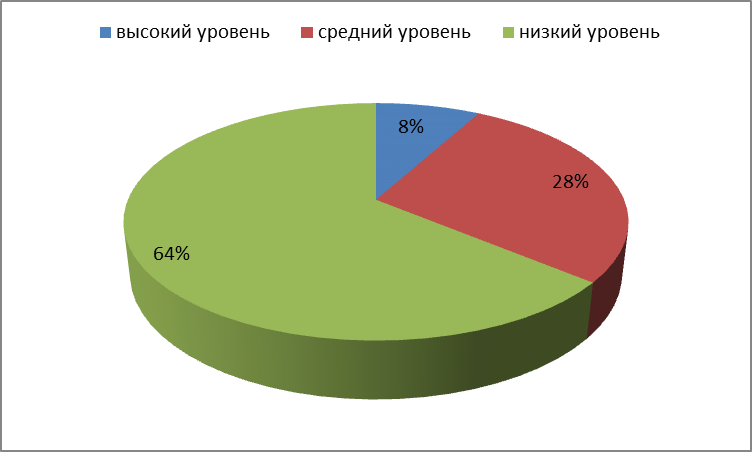 высокий уровень средний уровень низкий уровень
8%
28%
64%